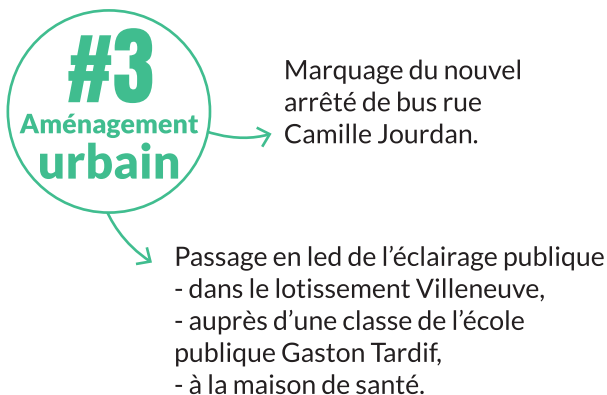 #3
Aménagement
urbain
Marquage du nouvel
arrêté de bus rue
Camille Jourdan.
Passage en led de l’éclairage publique
- dans le lotissement Villeneuve,
- auprès d’une classe de l’école
publique Gaston Tardif,
- à la maison de santé.